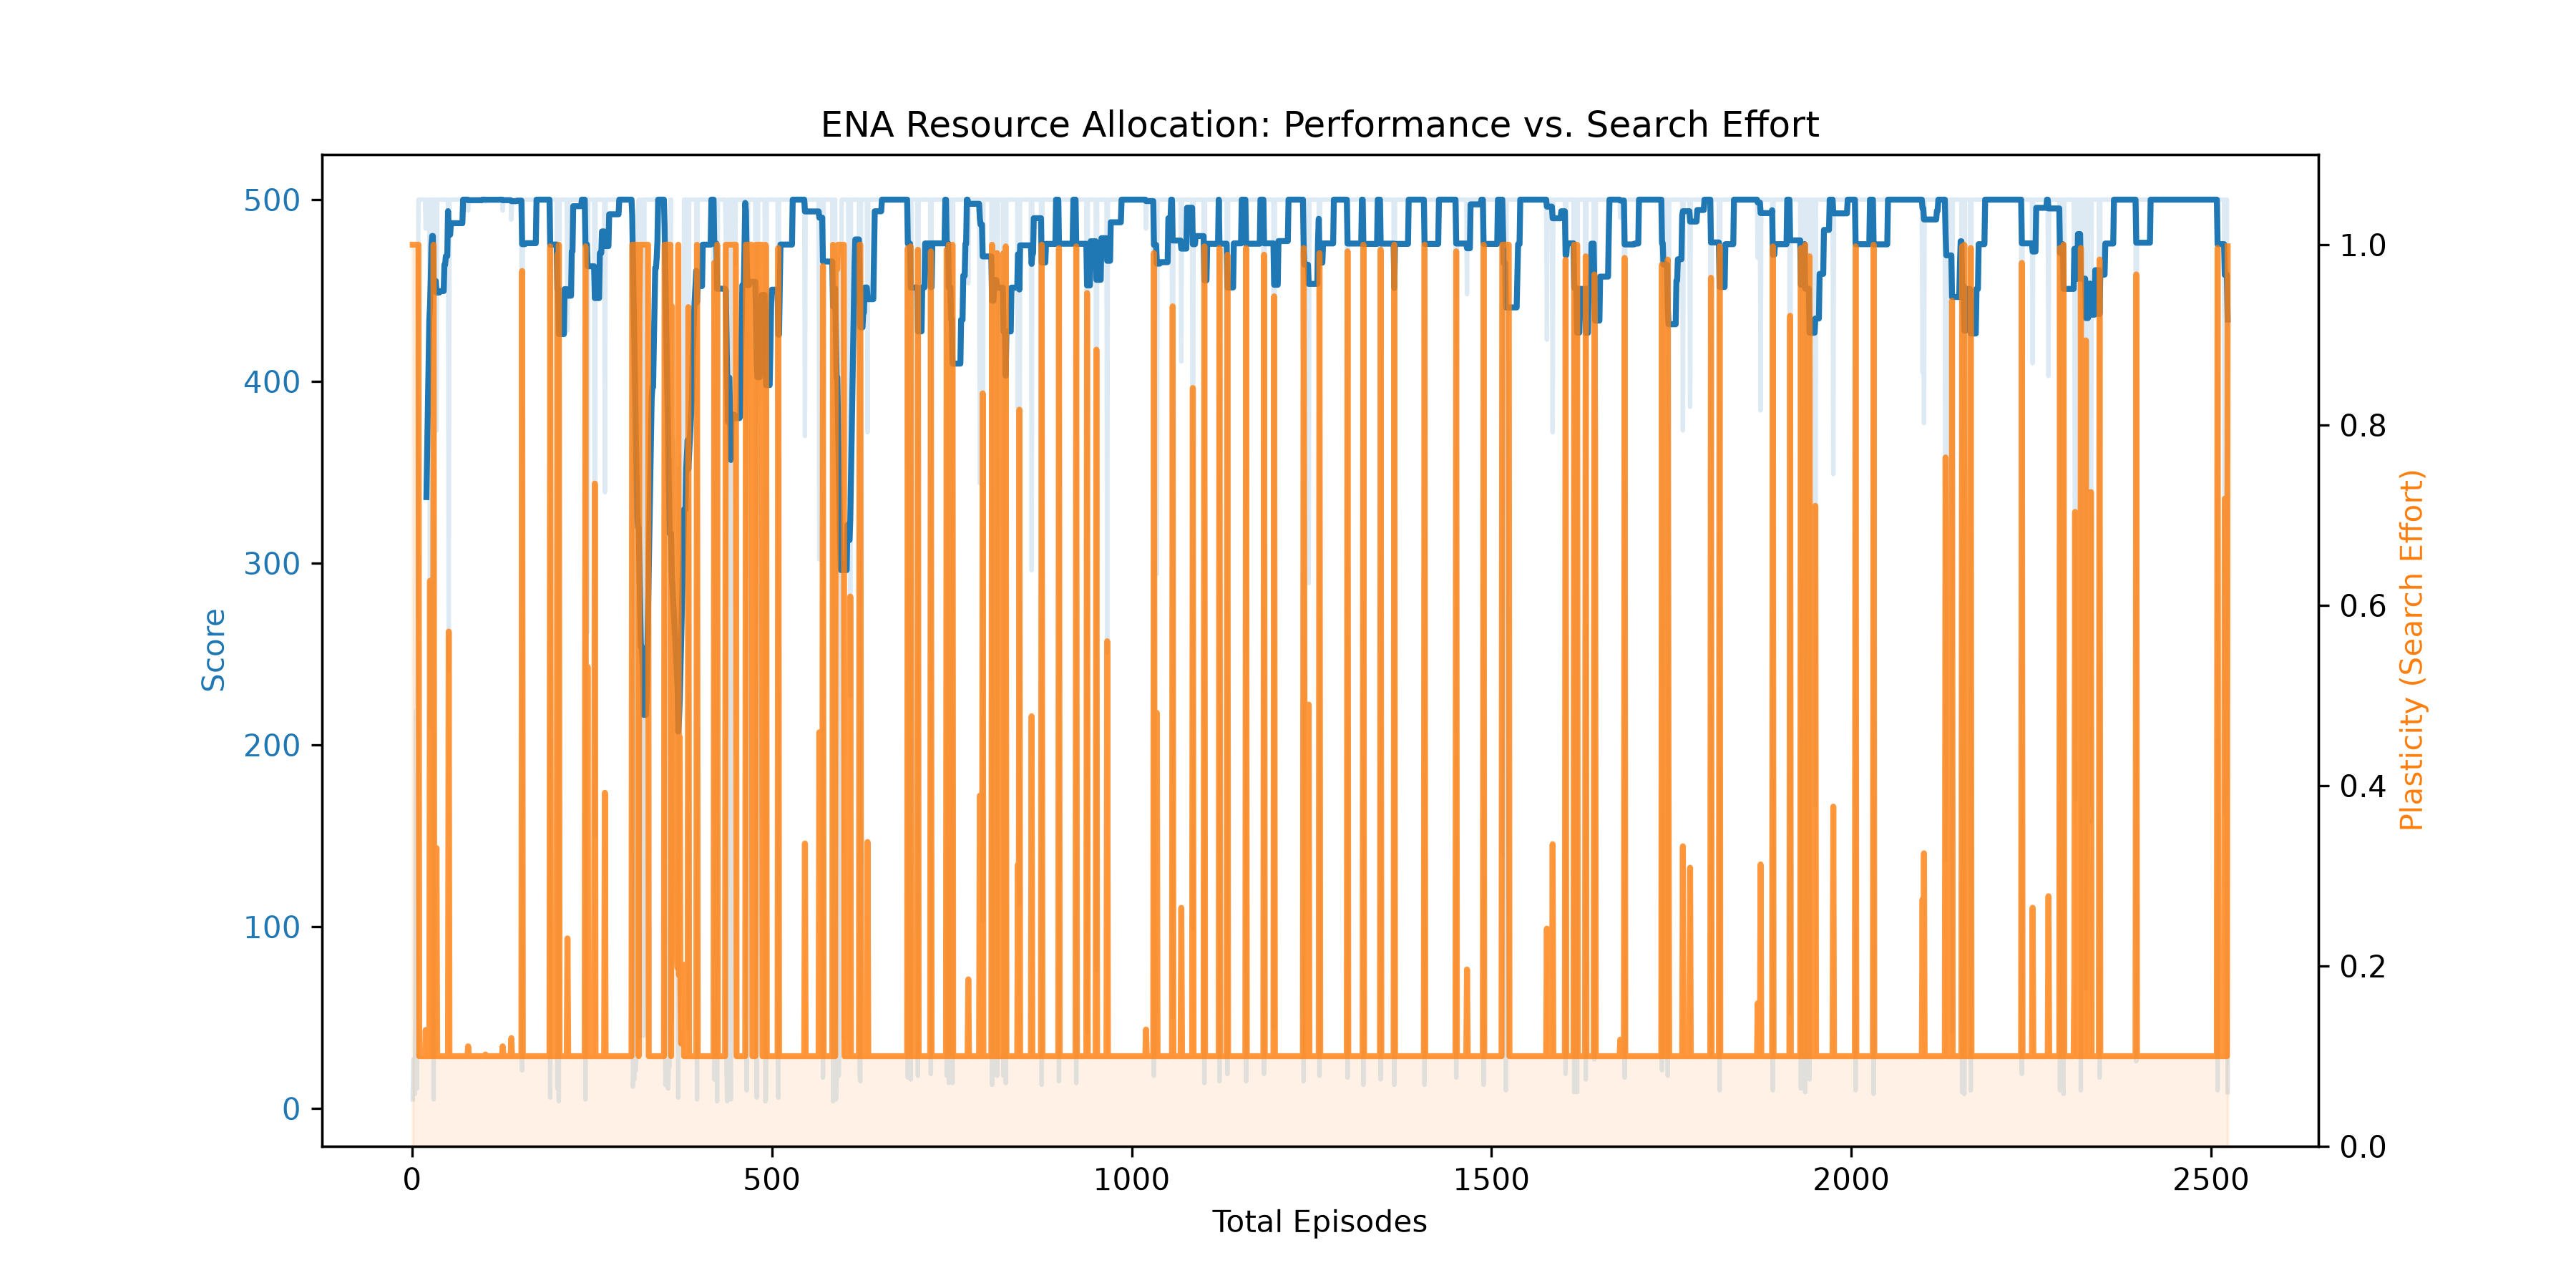 ENA Resource Allocation: Performance vs. Search Effort
500
400
300
200
100
0
Score
1.0
0.8
0.6
0.4
0.2
0.0
Plasticity (Search Effort)
0 500 1000 1500 2000 2500
Total Episodes